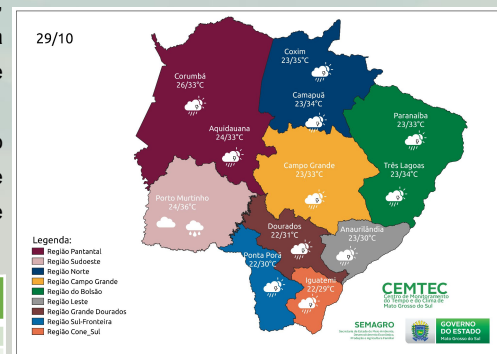 29/10
Coxim
23/35°C
Corumbá
26/33°C
Camapuã
23/34°C
Paranaíba
23/33°C
Aquidauana
24/33°C
Campo Grande
23/33°C
Três Lagoas
23/34°C
Porto Murtinho
24/36°C
Dourados
22/31°C
Anaurilândia
23/30°C
Ponta Porã
22/30°C
Iguatemi
22/29°C
Legenda:
Região Pantantal
Região Sudoeste
Região Norte
Região Campo Grande
Região do Bolsão
Região Leste
Região Grande Dourados
Região Sul-Fronteira
Região Cone_Sul
CEMTEC
Centro de Monitoramento
do Tempo e do Clima de
Mato Grosso do Sul
SEMAGRO
GOVERNO
DO ESTADO
Mato Grosso do Sul